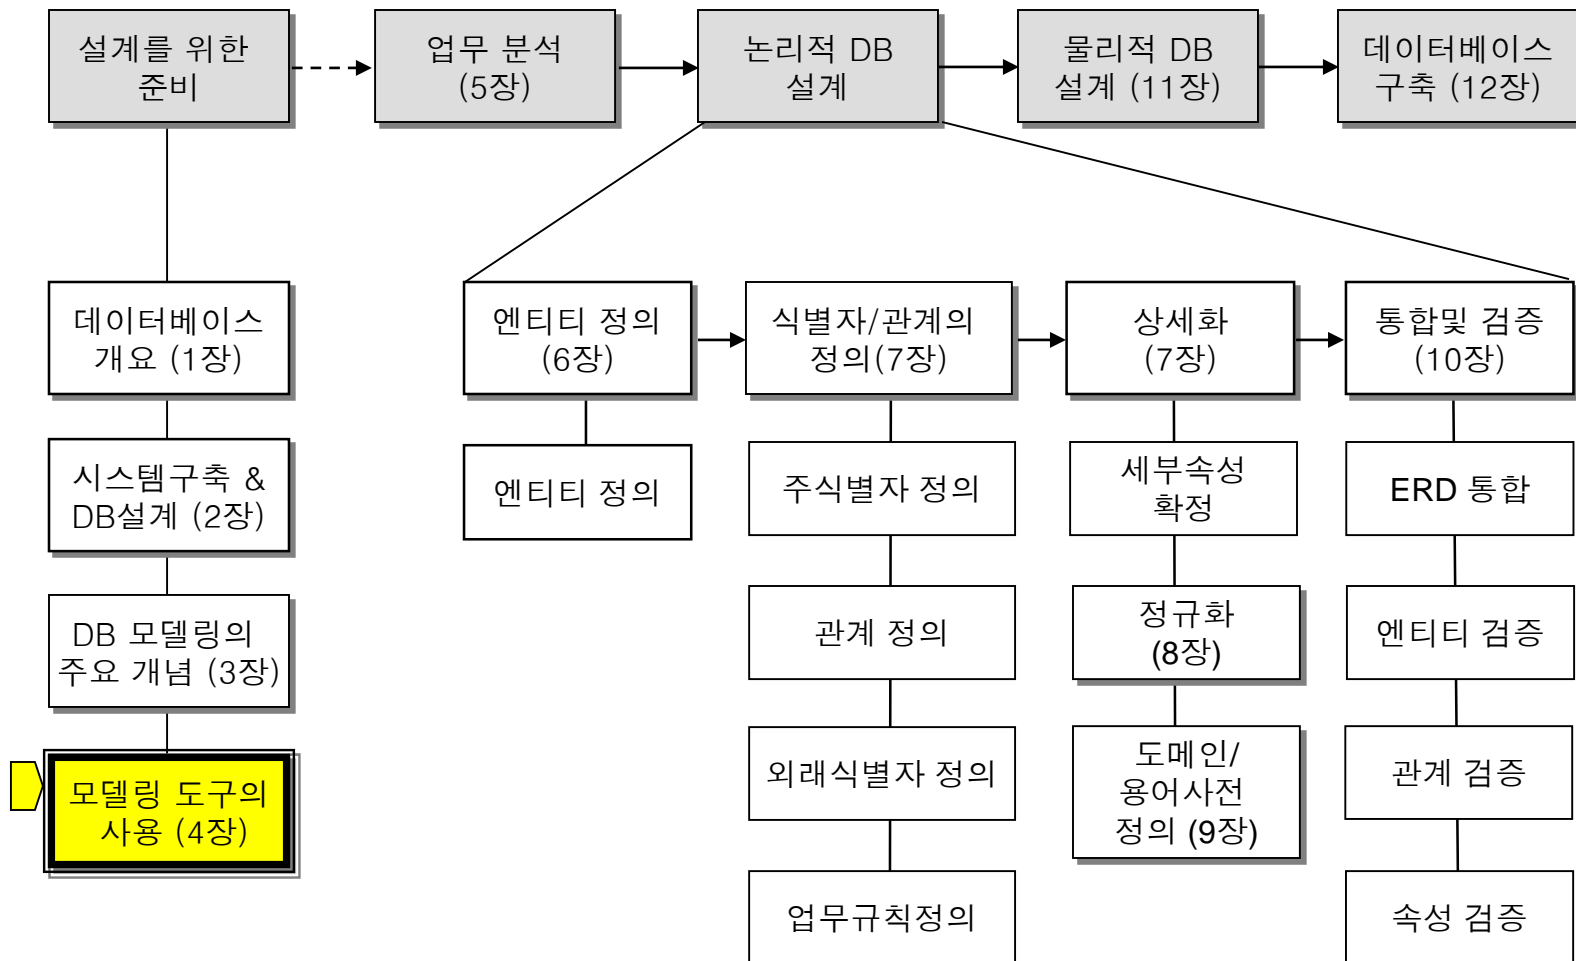 설계를 위한
준비
업무 분석
(5장)
논리적 DB
설계
물리적 DB
설계 (11장)
데이터베이스
구축 (12장)
데이터베이스
개요 (1장)
엔티티 정의
(6장)
식별자/관계의
정의(7장)
상세화
(7장)
통합및 검증
(10장)
시스템구축 &
DB설계 (2장)
엔티티 정의
주식별자 정의
세부속성
확정
ERD 통합
DB 모델링의
주요 개념 (3장)
관계 정의
정규화
(8장)
엔티티 검증
모델링 도구의
사용 (4장)
외래식별자 정의
도메인/
용어사전
정의 (9장)
관계 검증
업무규칙정의
속성 검증